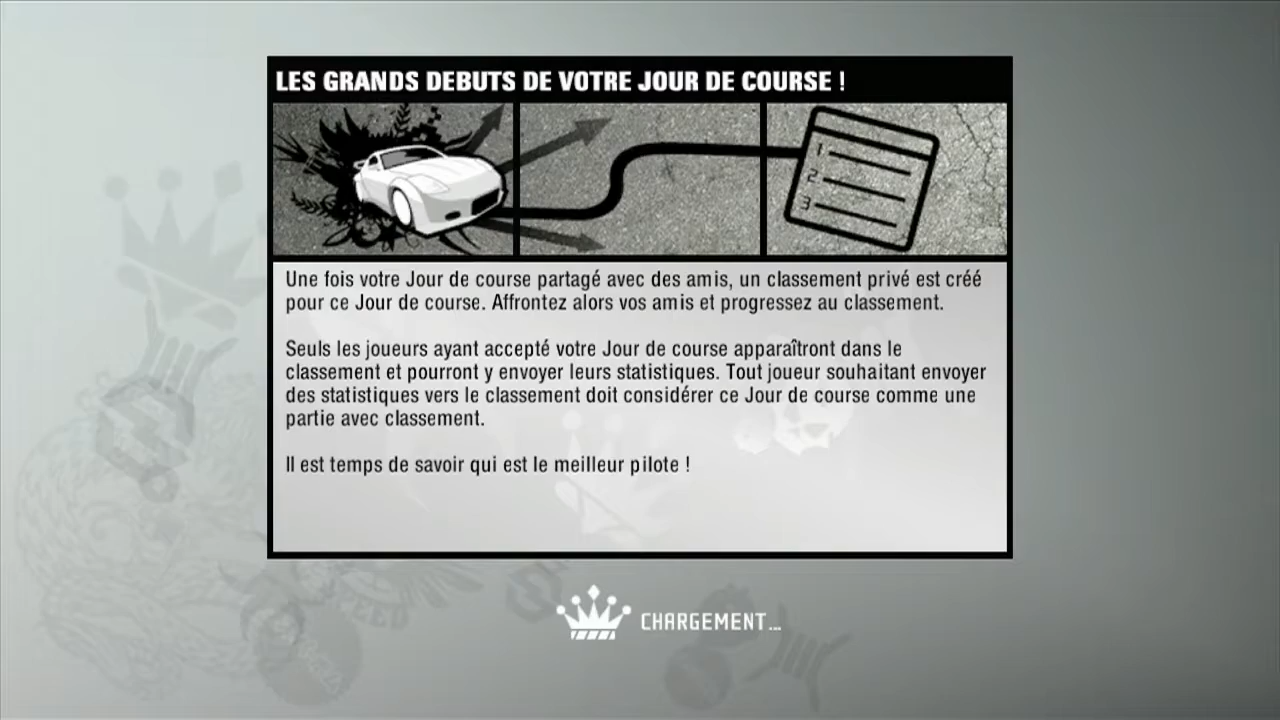 LES GRANDS DEBUTS DE VOTRE JOUR DE COURSE !
1
2
3
Une fois votre Jour de course partagé avec des amis, un classement privé est créé
pour ce Jour de course. Affrontez alors vos amis et progressez au classement.
Seuls les joueurs ayant accepté votre Jour de course apparaîtront dans le
classement et pourront y envoyer leurs statistiques. Tout joueur souhaitant envoyer
des statistiques vers le classement doit considérer ce Jour de course comme une
partie avec classement.
Il est temps de savoir qui est le meilleur pilote !
CHARGEMENT...